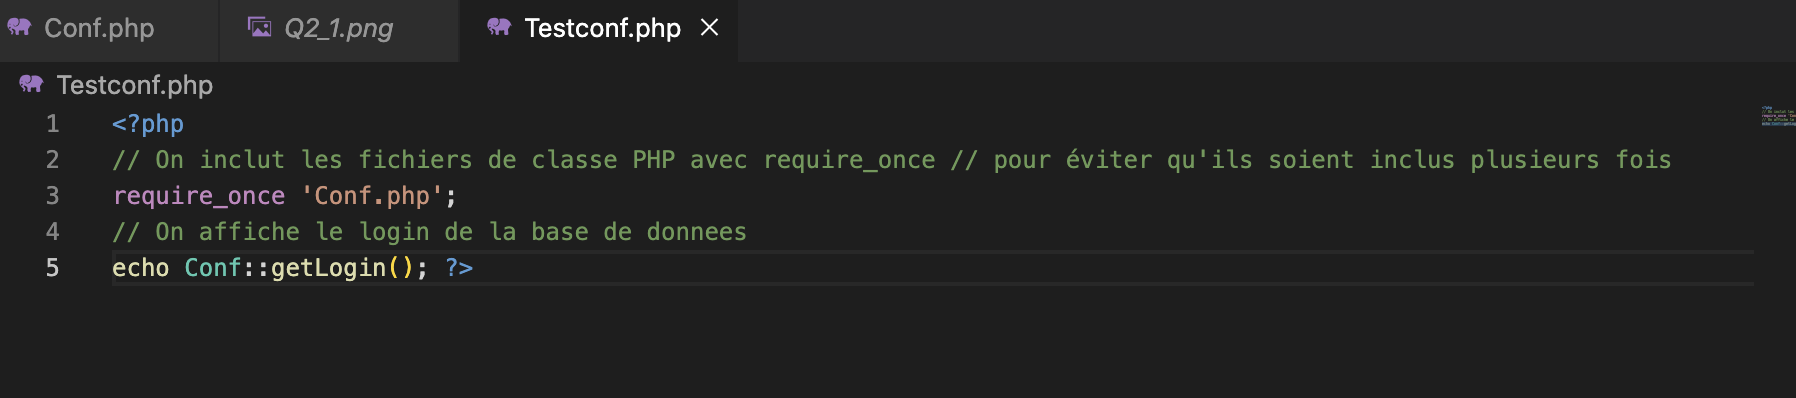 Conf.php Q2_1.png Testconf.php
Testconf.php
1 <?php
2 // On inclut les fichiers de classe PHP avec require_once // pour éviter qu'ils soient inclus plusieurs fois
3 require_once 'Conf.php';
4 // On affiche le login de la base de donnees
5 echo Conf::getLogin(); ?>